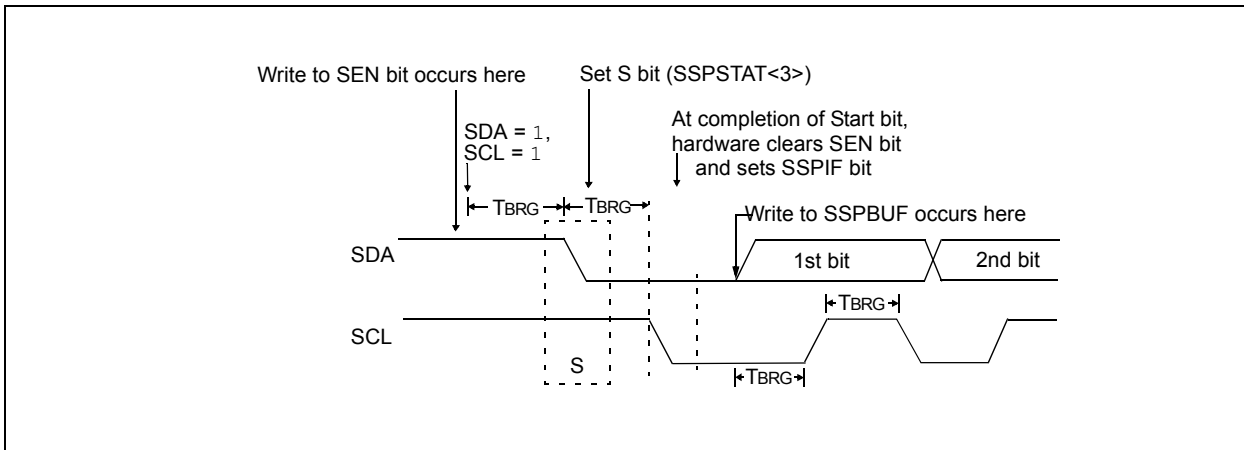 Write to SEN bit occurs here
Set S bit (SSPSTAT<3>)
SDA = 1,
SCL = 1
At completion of Start bit,
hardware clears SEN bit
and sets SSPIF bit
TBRG
TBRG
Write to SSPBUF occurs here
SDA
1st bit
2nd bit
TBRG
SCL
S
TBRG